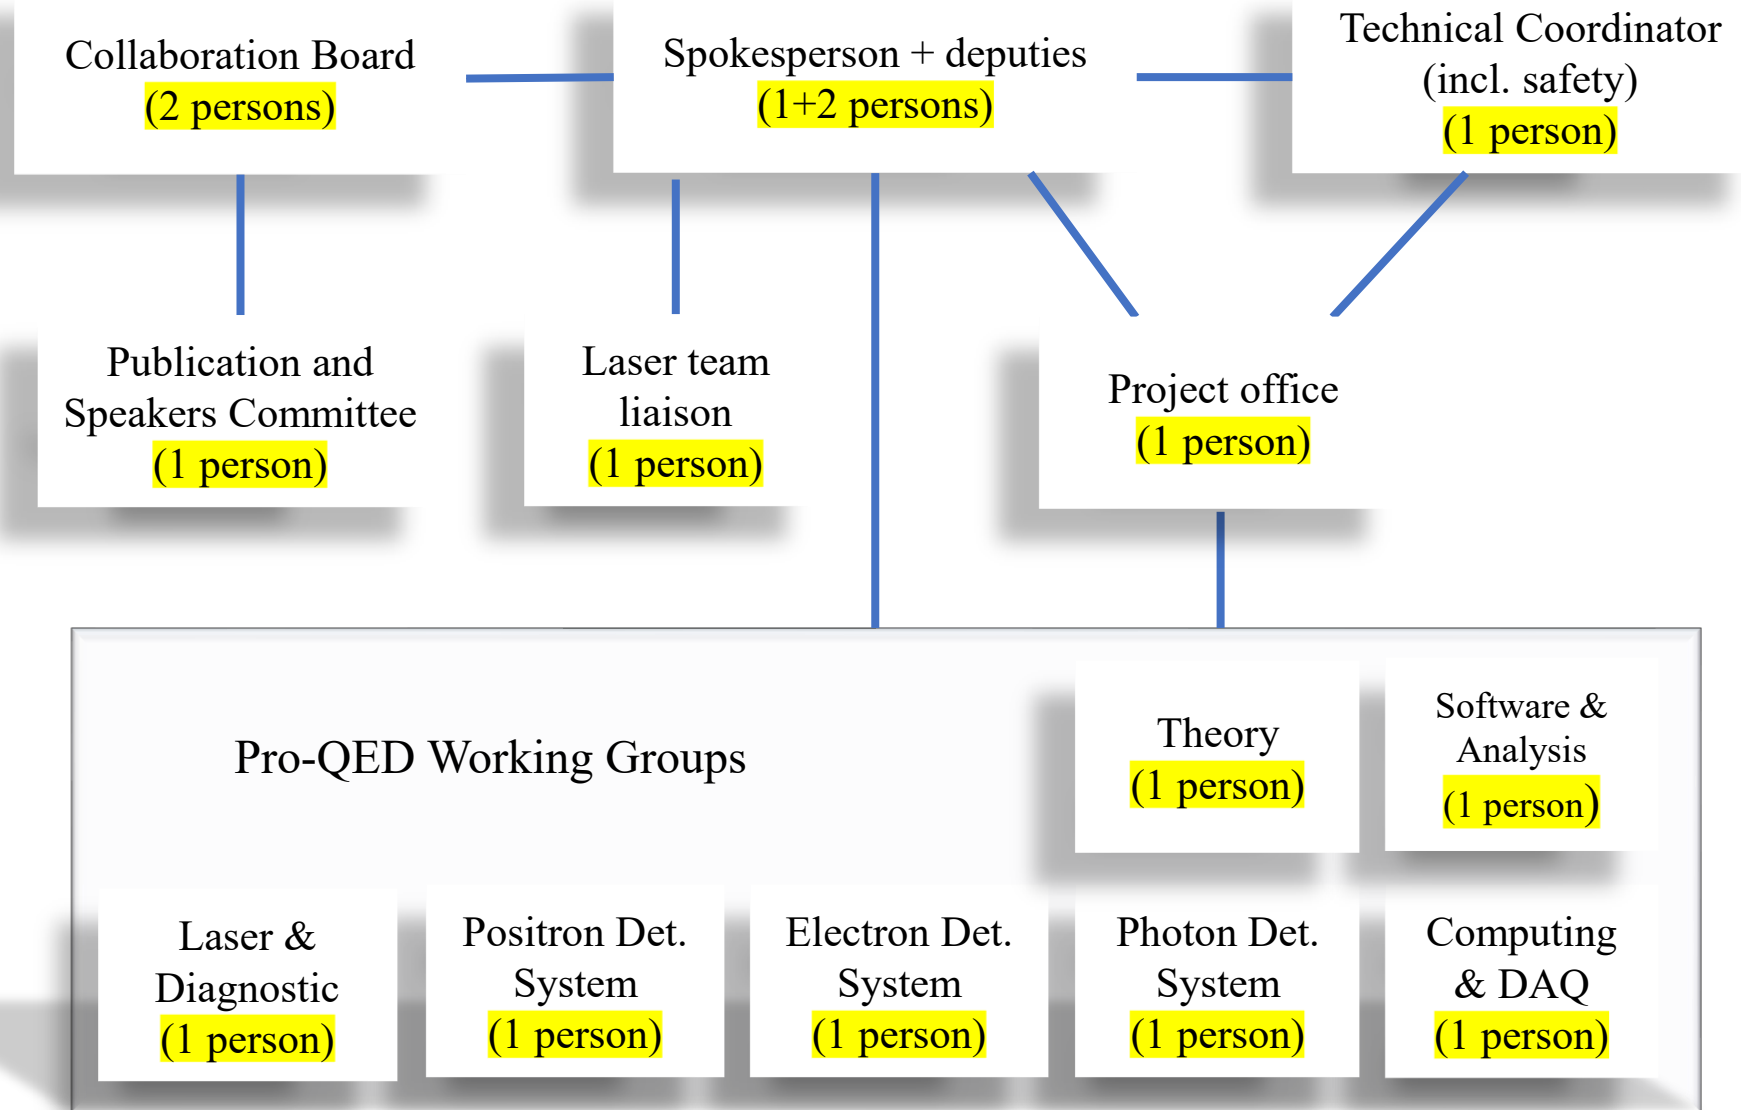 Collaboration Board
(2 persons)
Spokesperson + deputies
(1+2 persons)
Technical Coordinator
(incl. safety)
(1 person)
Publication and
Speakers Committee
(1 person)
Laser team
liaison
(1 person)
Project office
(1 person)
Pro-QED Working Groups
Theory
(1 person)
Software &
Analysis
(1 person)
Laser &
Diagnostic
(1 person)
Positron Det.
System
(1 person)
Electron Det.
System
(1 person)
Photon Det.
System
(1 person)
Computing
& DAQ
(1 person)